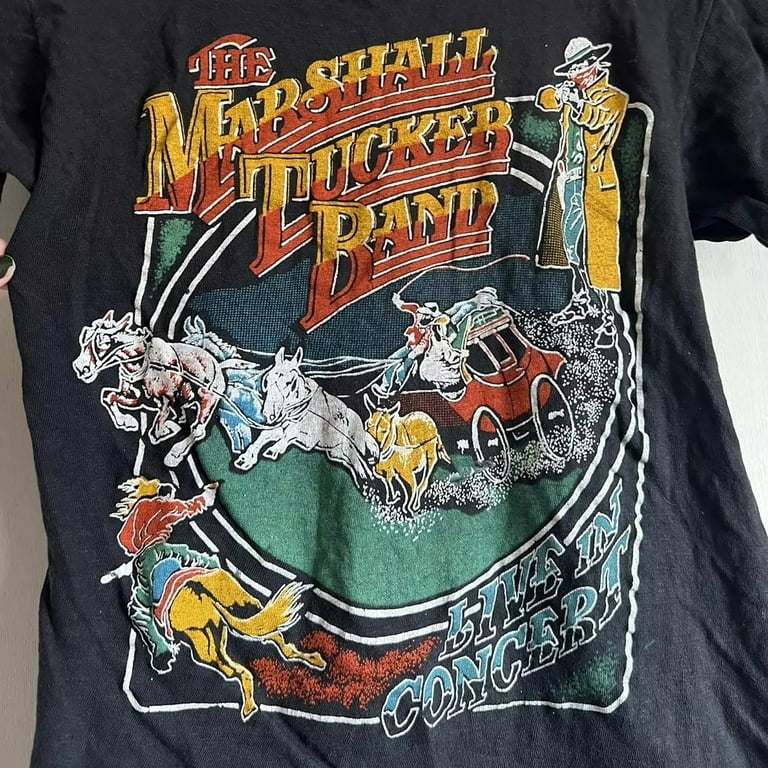 THE
MARSHALL
TUCKER
BAND
LIVE IN
CONCERT